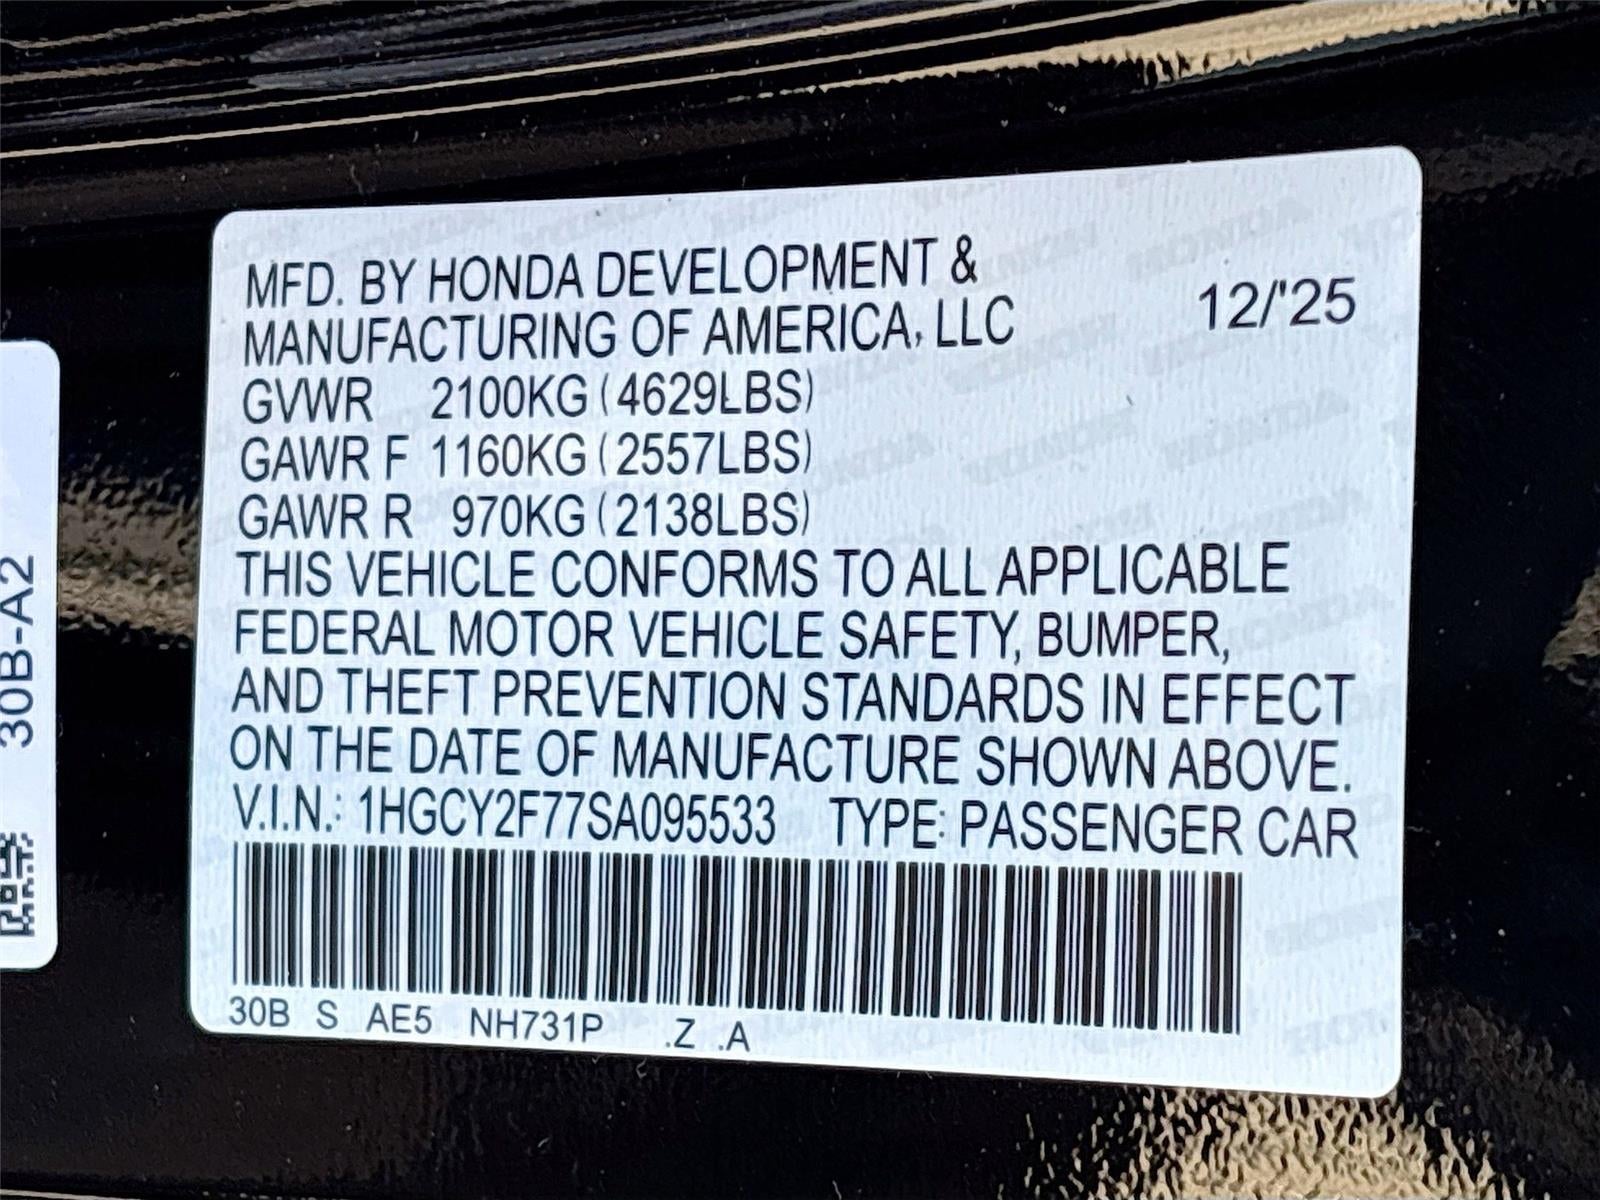 MFD. BY HONDA DEVELOPMENT &
MANUFACTURING OF AMERICA, LLC
12/'25
GVWR 2100KG (4629LBS)
GAWR F 1160KG (2557LBS)
GAWR R 970KG (2138LBS)
THIS VEHICLE CONFORMS TO ALL APPLICABLE
FEDERAL MOTOR VEHICLE SAFETY, BUMPER,
AND THEFT PREVENTION STANDARDS IN EFFECT
ON THE DATE OF MANUFACTURE SHOWN ABOVE.
V.I.N.: 1HGCY2F77SA095533 TYPE: PASSENGER CAR
30B S AE5 NH731P .Z .A
30B-A2